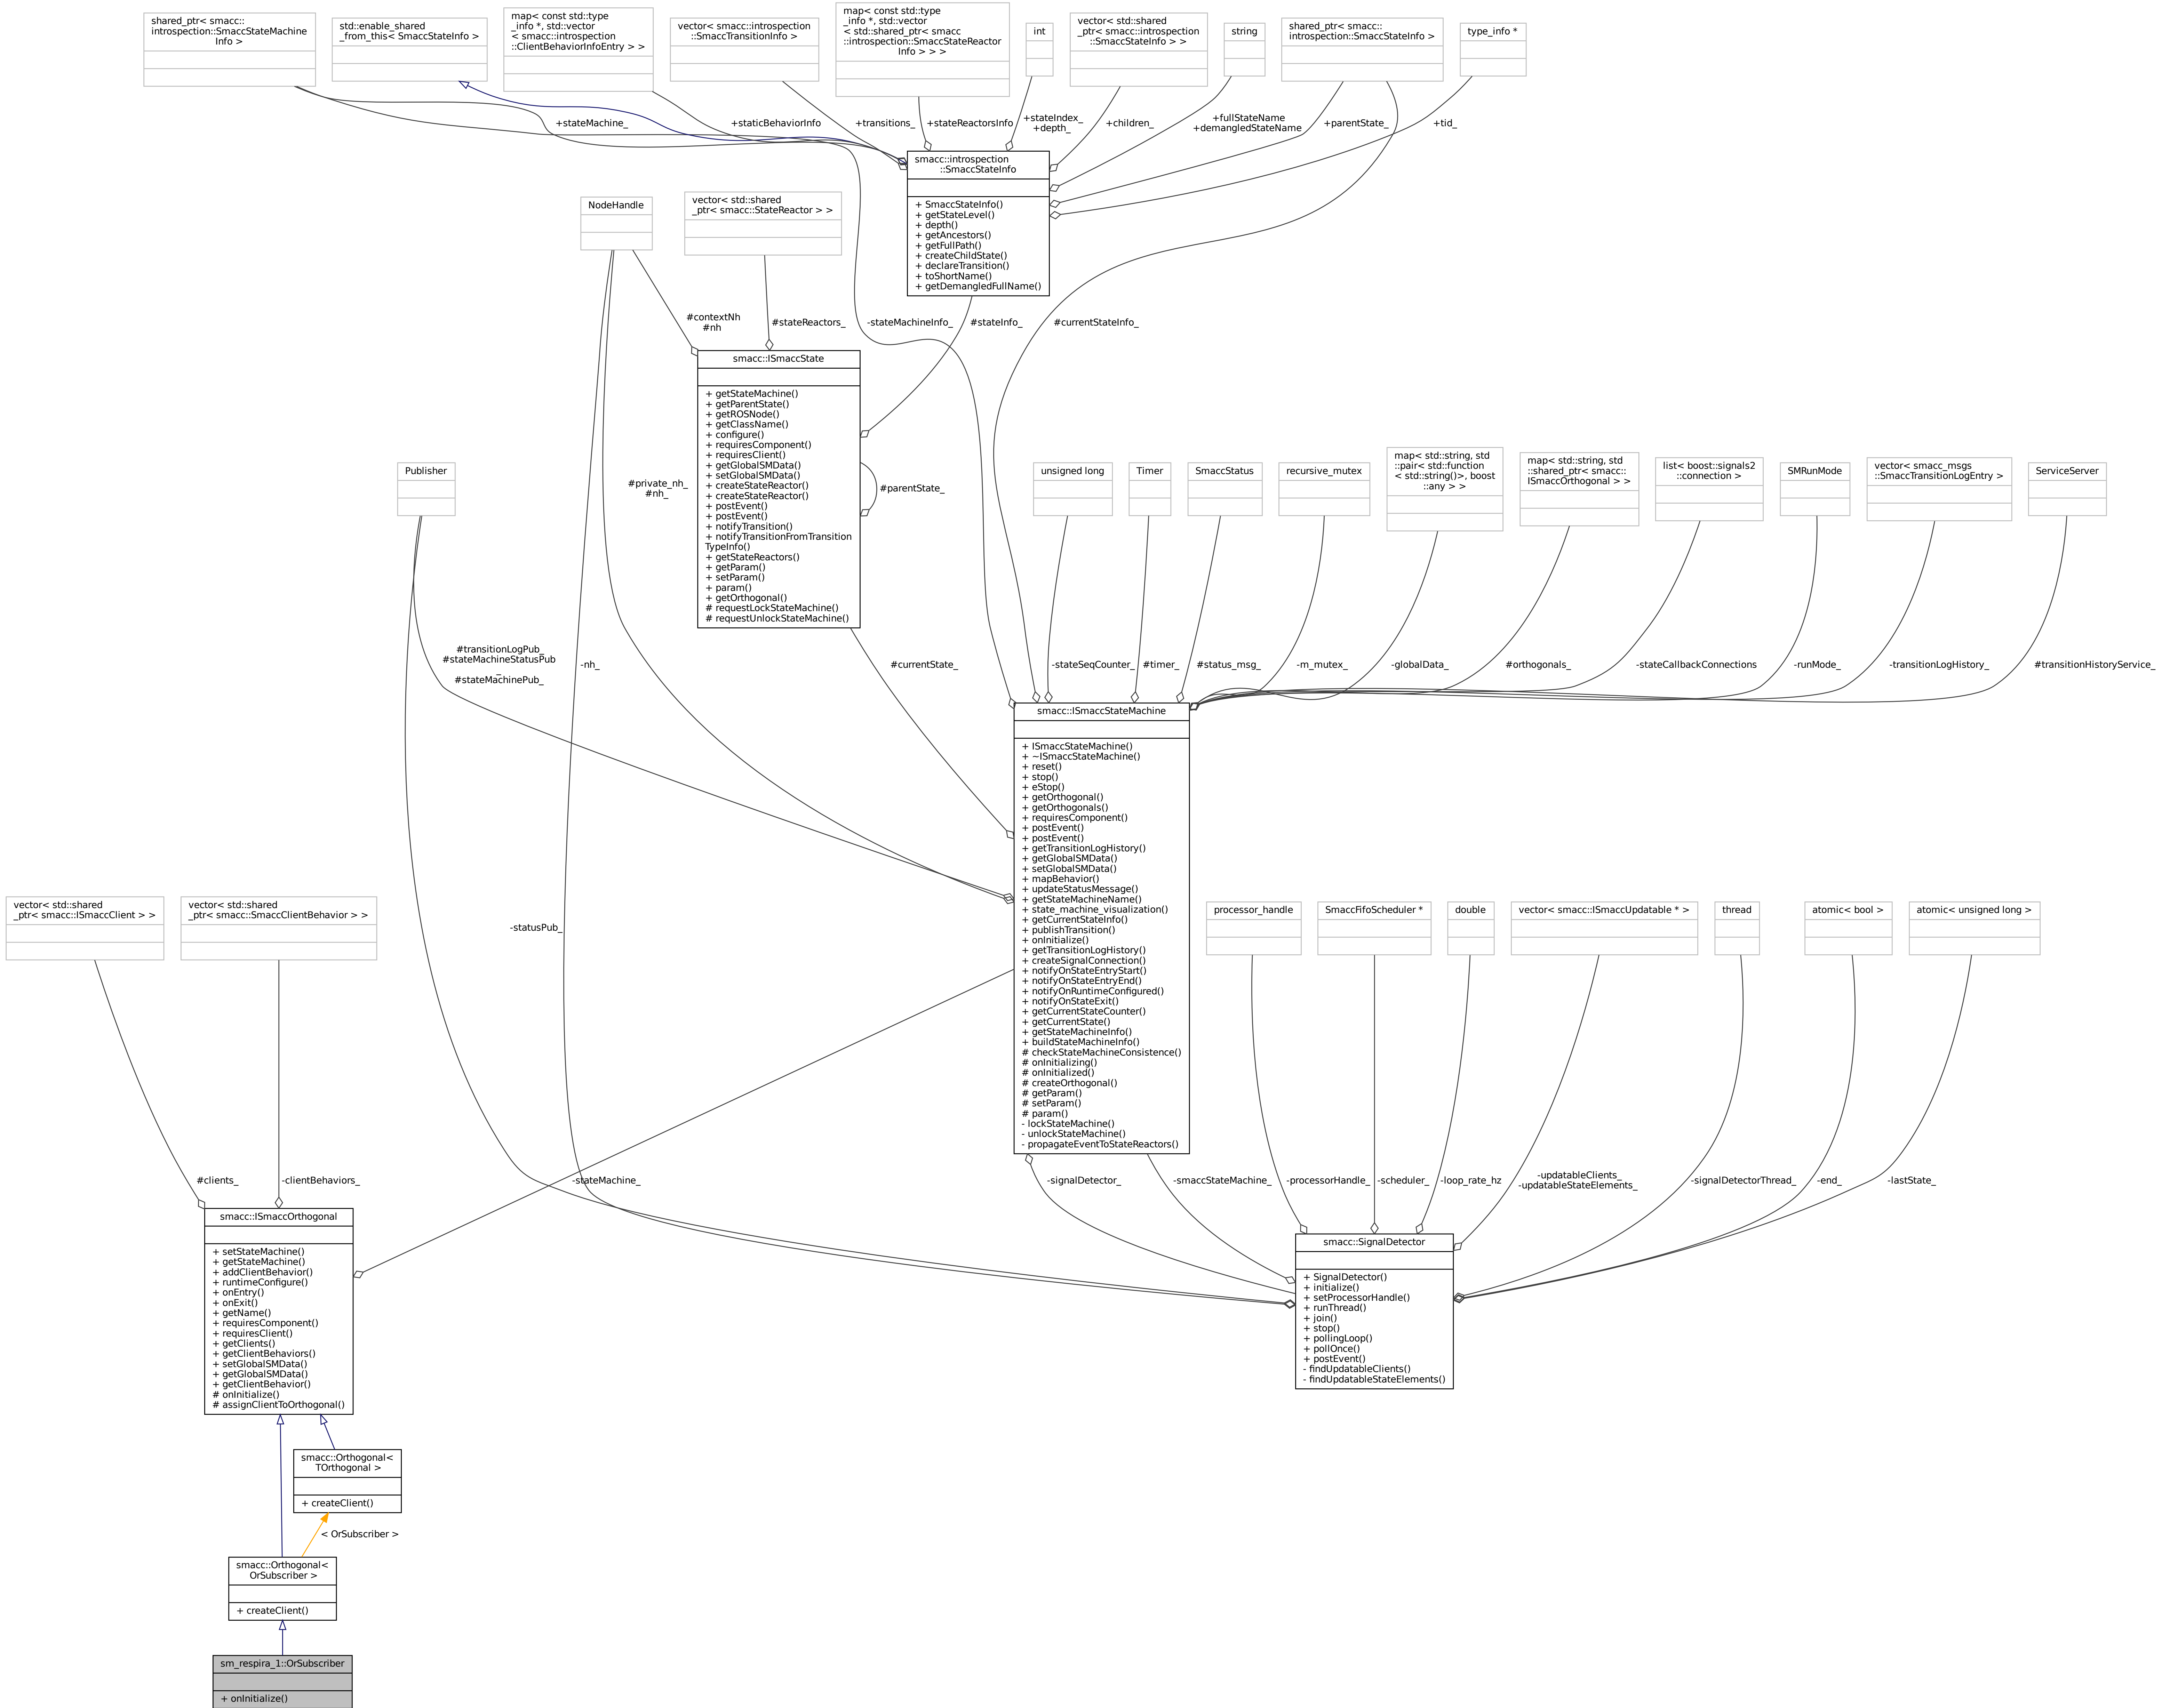 shared_ptr< smacc::
introspection::SmaccStateMachine
Info >
std::enable_shared
_from_this< SmaccStateInfo >
map< const std::type
_info *, std::vector
< smacc::introspection
::ClientBehaviorInfoEntry > >
vector< smacc::introspection
::SmaccTransitionInfo >
map< const std::type
_info *, std::vector
< std::shared_ptr< smacc
::introspection::SmaccStateReactor
Info > > >
int
vector< std::shared
_ptr< smacc::introspection
::SmaccStateInfo > >
string
shared_ptr< smacc::
introspection::SmaccStateInfo >
type_info *
+stateMachine_
+staticBehaviorInfo
+transitions_
+stateReactorsInfo
+stateIndex_
+depth_
+children_
+fullStateName
+demangledStateName
+parentState_
+tid_
smacc::introspection
::SmaccStateInfo
+ SmaccStateInfo()
+ getStateLevel()
+ depth()
+ getAncestors()
+ getFullPath()
+ createChildState()
+ declareTransition()
+ toShortName()
+ getDemangledFullName()
NodeHandle
vector< std::shared
_ptr< smacc::StateReactor > >
#contextNh
#nh
#stateReactors_
-stateMachineInfo_
#stateInfo_
#currentStateInfo_
smacc::ISmaccState
+ getStateMachine()
+ getParentState()
+ getROSNode()
+ getClassName()
+ configure()
+ requiresComponent()
+ requiresClient()
+ getGlobalSMData()
+ setGlobalSMData()
+ createStateReactor()
+ createStateReactor()
+ postEvent()
+ postEvent()
+ notifyTransition()
+ notifyTransitionFromTransition
TypeInfo()
+ getStateReactors()
+ getParam()
+ setParam()
+ param()
+ getOrthogonal()
# requestLockStateMachine()
# requestUnlockStateMachine()
#parentState_
Publisher
#private_nh_
#nh_
unsigned long
Timer
SmaccStatus
recursive_mutex
map< std::string, std
::pair< std::function
< std::string()>, boost
::any > >
map< std::string, std
::shared_ptr< smacc::
ISmaccOrthogonal > >
list< boost::signals2
::connection >
SMRunMode
vector< smacc_msgs
::SmaccTransitionLogEntry >
ServiceServer
#transitionLogPub_
#stateMachineStatusPub
_
#stateMachinePub_
-nh_
#currentState_
-stateSeqCounter_
#timer_
#status_msg_
-m_mutex_
-globalData_
#orthogonals_
-stateCallbackConnections
-runMode_
-transitionLogHistory_
#transitionHistoryService_
smacc::ISmaccStateMachine
+ ISmaccStateMachine()
+ ~ISmaccStateMachine()
+ reset()
+ stop()
+ eStop()
+ getOrthogonal()
+ getOrthogonals()
+ requiresComponent()
+ postEvent()
+ postEvent()
+ getTransitionLogHistory()
+ getGlobalSMData()
+ setGlobalSMData()
+ mapBehavior()
+ updateStatusMessage()
+ getStateMachineName()
+ state_machine_visualization()
+ getCurrentStateInfo()
+ publishTransition()
+ onInitialize()
+ getTransitionLogHistory()
+ createSignalConnection()
+ notifyOnStateEntryStart()
+ notifyOnStateEntryEnd()
+ notifyOnRuntimeConfigured()
+ notifyOnStateExit()
+ getCurrentStateCounter()
+ getCurrentState()
+ getStateMachineInfo()
+ buildStateMachineInfo()
# checkStateMachineConsistence()
# onInitializing()
# onInitialized()
# createOrthogonal()
# getParam()
# setParam()
# param()
- lockStateMachine()
- unlockStateMachine()
- propagateEventToStateReactors()
vector< std::shared
_ptr< smacc::ISmaccClient > >
vector< std::shared
_ptr< smacc::SmaccClientBehavior > >
-statusPub_
processor_handle
SmaccFifoScheduler *
double
vector< smacc::ISmaccUpdatable * >
thread
atomic< bool >
atomic< unsigned long >
#clients_
-clientBehaviors_
-stateMachine_
-signalDetector_
-smaccStateMachine_
-processorHandle_
-scheduler_
-loop_rate_hz
-updatableClients_
-updatableStateElements_
-signalDetectorThread_
-end_
-lastState_
smacc::ISmaccOrthogonal
+ setStateMachine()
+ getStateMachine()
+ addClientBehavior()
+ runtimeConfigure()
+ onEntry()
+ onExit()
+ getName()
+ requiresComponent()
+ requiresClient()
+ getClients()
+ getClientBehaviors()
+ setGlobalSMData()
+ getGlobalSMData()
+ getClientBehavior()
# onInitialize()
# assignClientToOrthogonal()
smacc::SignalDetector
+ SignalDetector()
+ initialize()
+ setProcessorHandle()
+ runThread()
+ join()
+ stop()
+ pollingLoop()
+ pollOnce()
+ postEvent()
- findUpdatableClients()
- findUpdatableStateElements()
smacc::Orthogonal<
TOrthogonal >
+ createClient()
< OrSubscriber >
smacc::Orthogonal<
OrSubscriber >
+ createClient()
sm_respira_1::OrSubscriber
+ onInitialize()